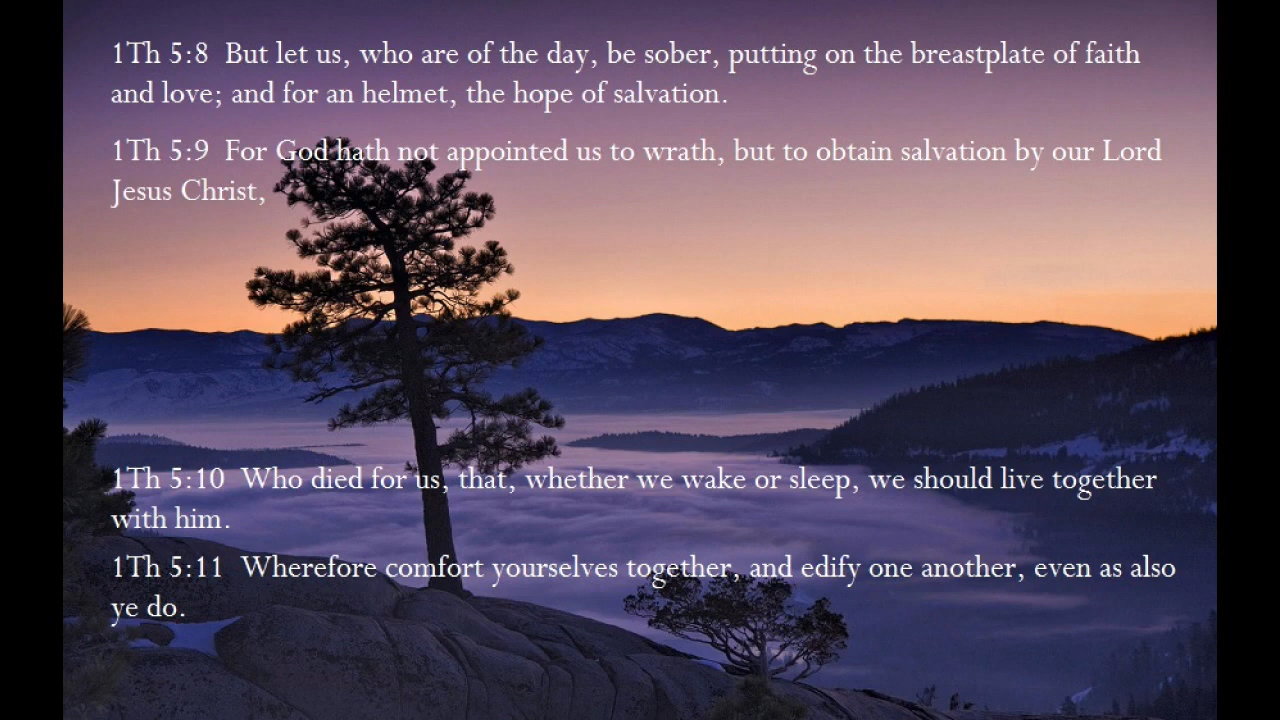 1Th 5:8  But let us, who are of the day, be sober, putting on the breastplate of faith
and love; and for an helmet, the hope of salvation.
1Th 5:9  For God hath not appointed us to wrath, but to obtain salvation by our Lord
Jesus Christ,
1Th 5:10  Who died for us, that, whether we wake or sleep, we should live together
with him.
1Th 5:11  Wherefore comfort yourselves together, and edify one another, even as also
ye do.